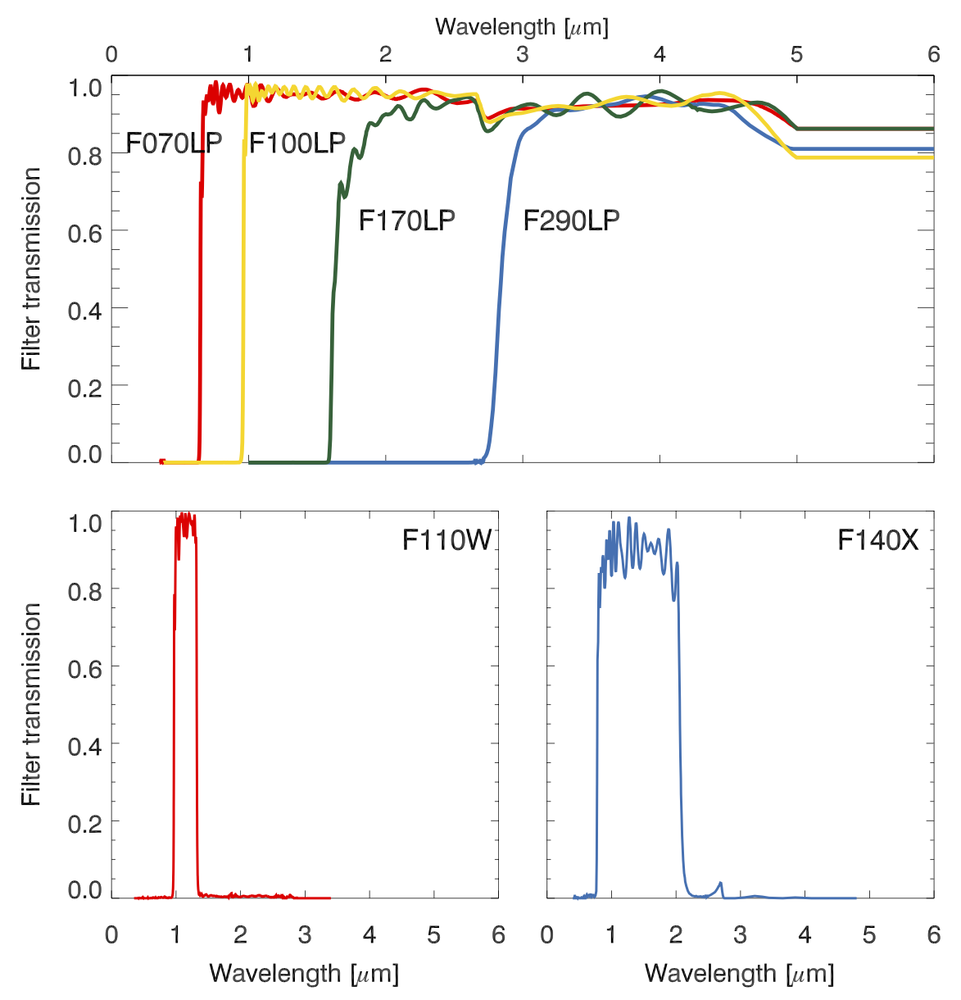 Wavelength [μm]
0 1 2 3 4 5 6
1.0
F070LP F100LP
0.8
F170LP F290LP
0.6
0.4
0.2
0.0
Filter transmission
1.0
F110W
0.8
0.6
0.4
0.2
0.0
Filter transmission
0 1 2 3 4 5 6
Wavelength [μm]
F140X
0 1 2 3 4 5 6
Wavelength [μm]